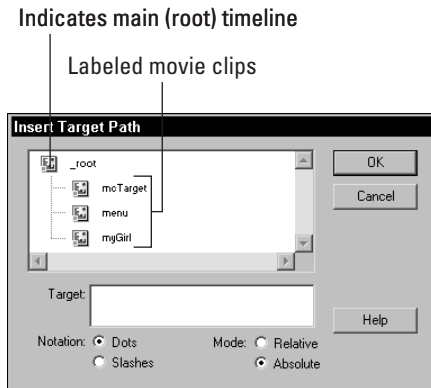 Indicates main (root) timeline
Labeled movie clips
Insert Target Path
_root
mcTarget
menu
myGirl
OK
Cancel
Target:
Help
Notation: Dots Mode: Relative
Slashes Absolute